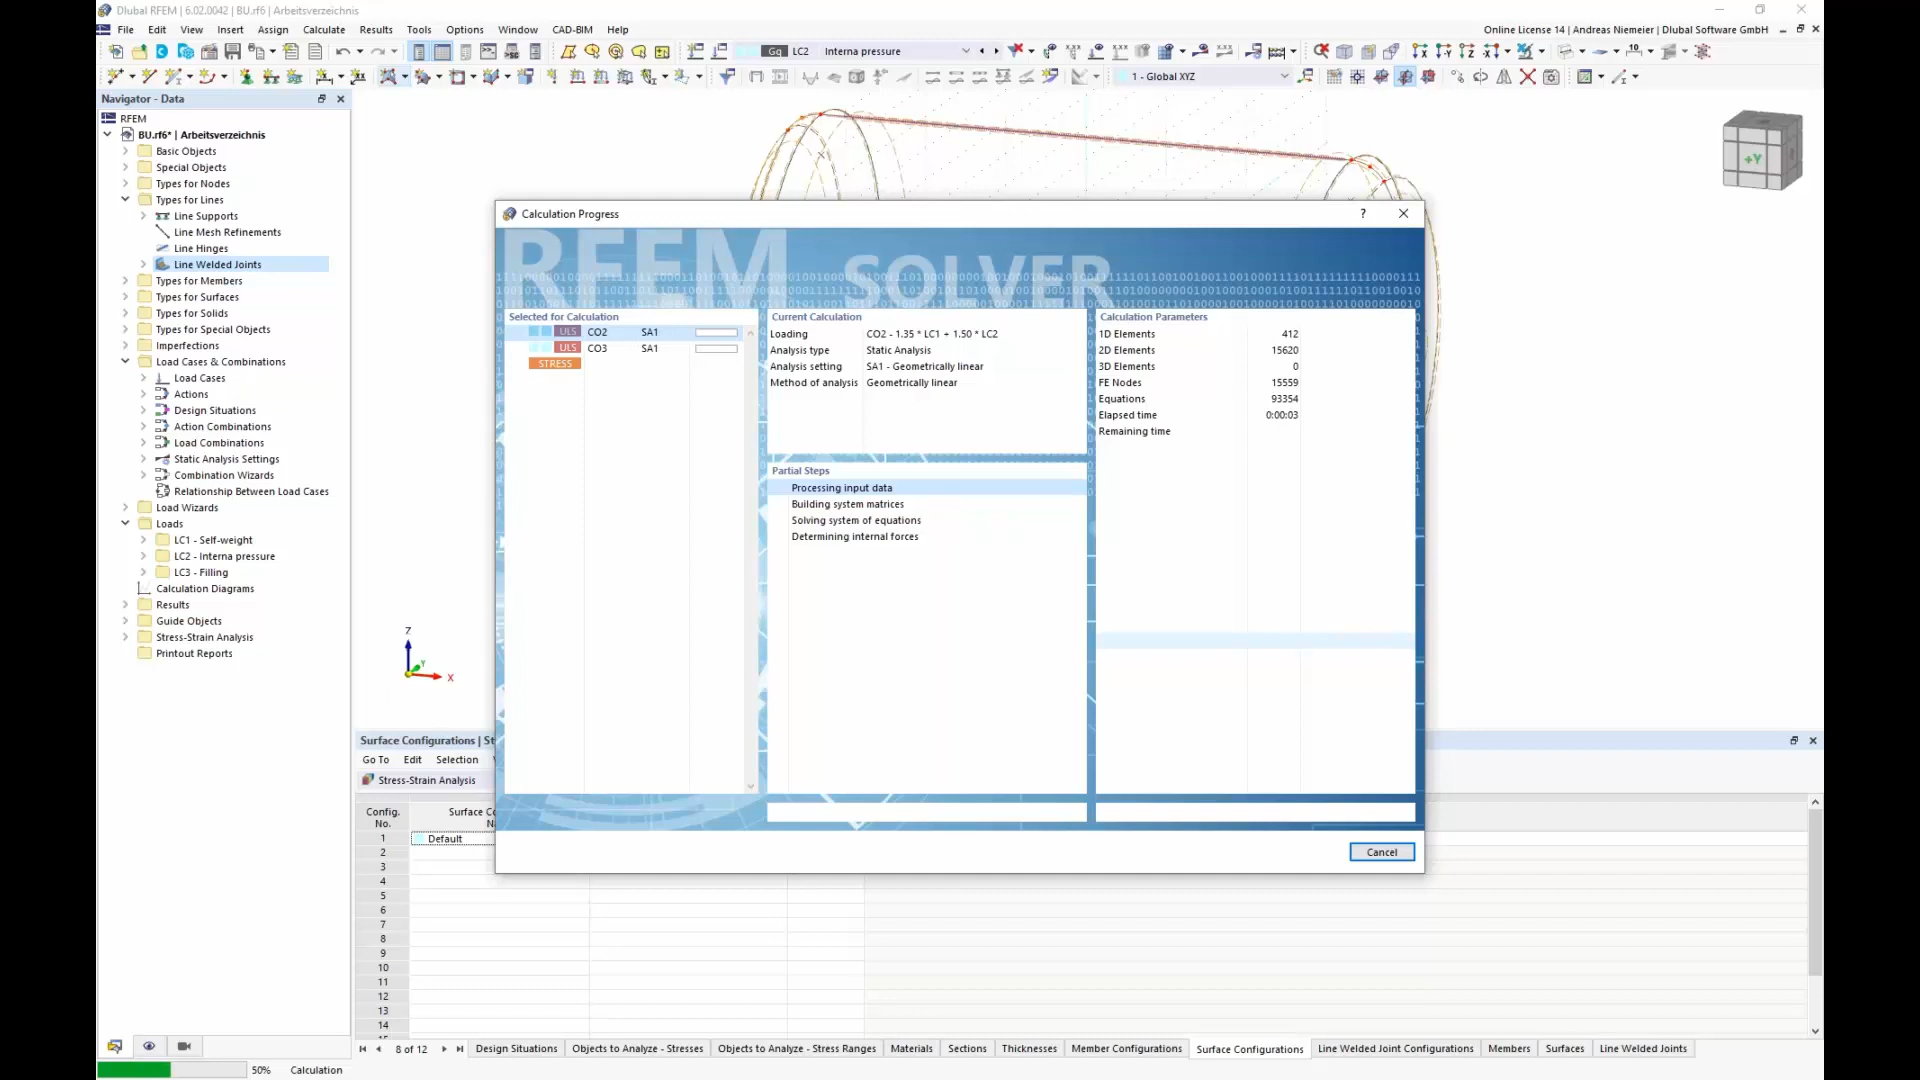 Dlubal RFEM | 6.02.0042 | BU.rf6 | Arbeitsverzeichnis
File Edit View Insert Assign Calculate Results Tools Options Window CAD-BIM Help
Online License 14 | Andreas Niemeier | Dlubal Software GmbH
Gq LC2 Interna pressure
1 - Global XYZ
Navigator - Data
RFEM
BU.rf6* | Arbeitsverzeichnis
Basic Objects
Special Objects
Types for Nodes
Types for Lines
Line Supports
Line Mesh Refinements
Line Hinges
Line Welded Joints
Types for Members
Types for Surfaces
Types for Solids
Types for Special Objects
Imperfections
Load Cases & Combinations
Load Cases
Actions
Design Situations
Action Combinations
Load Combinations
Static Analysis Settings
Combination Wizards
Relationship Between Load Cases
Load Wizards
Loads
LC1 - Self-weight
LC2 - Interna pressure
LC3 - Filling
Calculation Diagrams
Results
Guide Objects
Stress-Strain Analysis
Printout Reports
+Y
Z
Y
X
Calculation Progress
?
RFEM SOLVER
Selected for Calculation
ULS CO2 SA1
ULS CO3 SA1
STRESS
Current Calculation
Loading CO2 - 1.35 * LC1 + 1.50 * LC2
Analysis type Static Analysis
Analysis setting SA1 - Geometrically linear
Method of analysis Geometrically linear
Partial Steps
Processing input data
Building system matrices
Solving system of equations
Determining internal forces
Calculation Parameters
1D Elements 412
2D Elements 15620
3D Elements 0
FE Nodes 15559
Equations 93354
Elapsed time 0:00:03
Remaining time
Cancel
Surface Configurations | St
Go To Edit Selection
Stress-Strain Analysis
Config. No.
Surface Co
1 Default
2
3
4
5
6
7
8
9
10
11
12
13
14
8 of 12
Design Situations Objects to Analyze - Stresses Objects to Analyze - Stress Ranges Materials Sections Thicknesses Member Configurations Surface Configurations Line Welded Joint Configurations Members Surfaces Line Welded Joints
50% Calculation